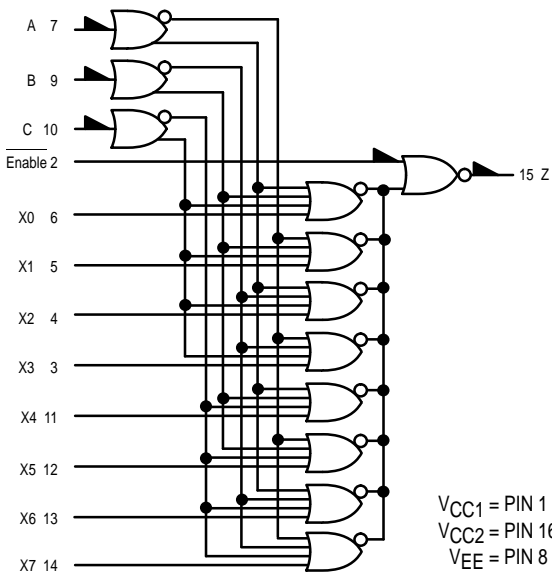 A 7
B 9
C 10
Enable 2
15 Z
X0 6
X1 5
X2 4
X3 3
X4 11
X5 12
X6 13
X7 14
VCC1 = PIN 1
VCC2 = PIN 16
VEE = PIN 8